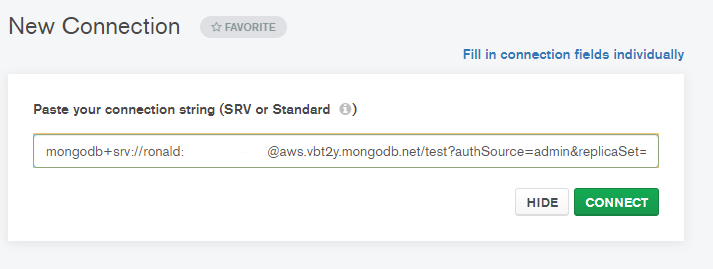 New Connection ☆ FAVORITE
Fill in connection fields individually
Paste your connection string (SRV or Standard i)
mongodb+srv://ronald: @aws.vbt2y.mongodb.net/test?authSource=admin&replicaSet=
HIDE CONNECT